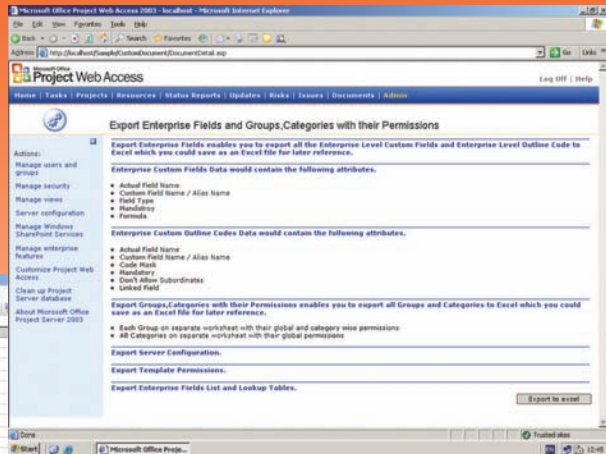 Microsoft Office Project Web Access 2003 - localhost - Microsoft Internet Explorer
File Edit View Favorites Tools Help
Back Search Favorites
Address http://localhost/Sample/CustomDocument/DocumentDetail.asp Go Links
Microsoft Office
Project Web Access
Log Off | Help
Home | Tasks | Projects | Resources | Status Reports | Updates | Risks | Issues | Documents | Admin
Export Enterprise Fields and Groups,Categories with their Permissions
Actions:
Manage users and
groups
Manage security
Manage views
Server configuration
Manage Windows
SharePoint Services
Manage enterprise
features
Customize Project Web
Access
Clean up Project
Server database
About Microsoft Office
Project Server 2003
Export Enterprise Fields enables you to export all the Enterprise Level Custom Fields and Enterprise Level Outline Code to
Excel which you could save as an Excel file for later reference.
Enterprise Custom Fields Data would contain the following attributes.
Actual Field Name
Custom Field Name / Alias Name
Field Type
Mandatroy
Formula
Enterprise Custom Outline Codes Data would contain the following attributes.
Actual Field Name
Custom Field Name / Alias Name
Code Mask
Mandatory
Don't Allow Subordinates
Linked Field
Export Groups,Categories with their Permissions enables you to export all Groups and Categories to Excel which you could
save as an Excel file for later reference.
Each Group on separate worksheet with their global and category wise permissions
All Categories on separate worksheet with their global permissions
Export Server Configuration.
Export Template Permissions.
Export Enterprise Fields List and Lookup Tables.
Export to excel
Done
Trusted sites
Start
Microsoft Office Proje...
EN
12:45